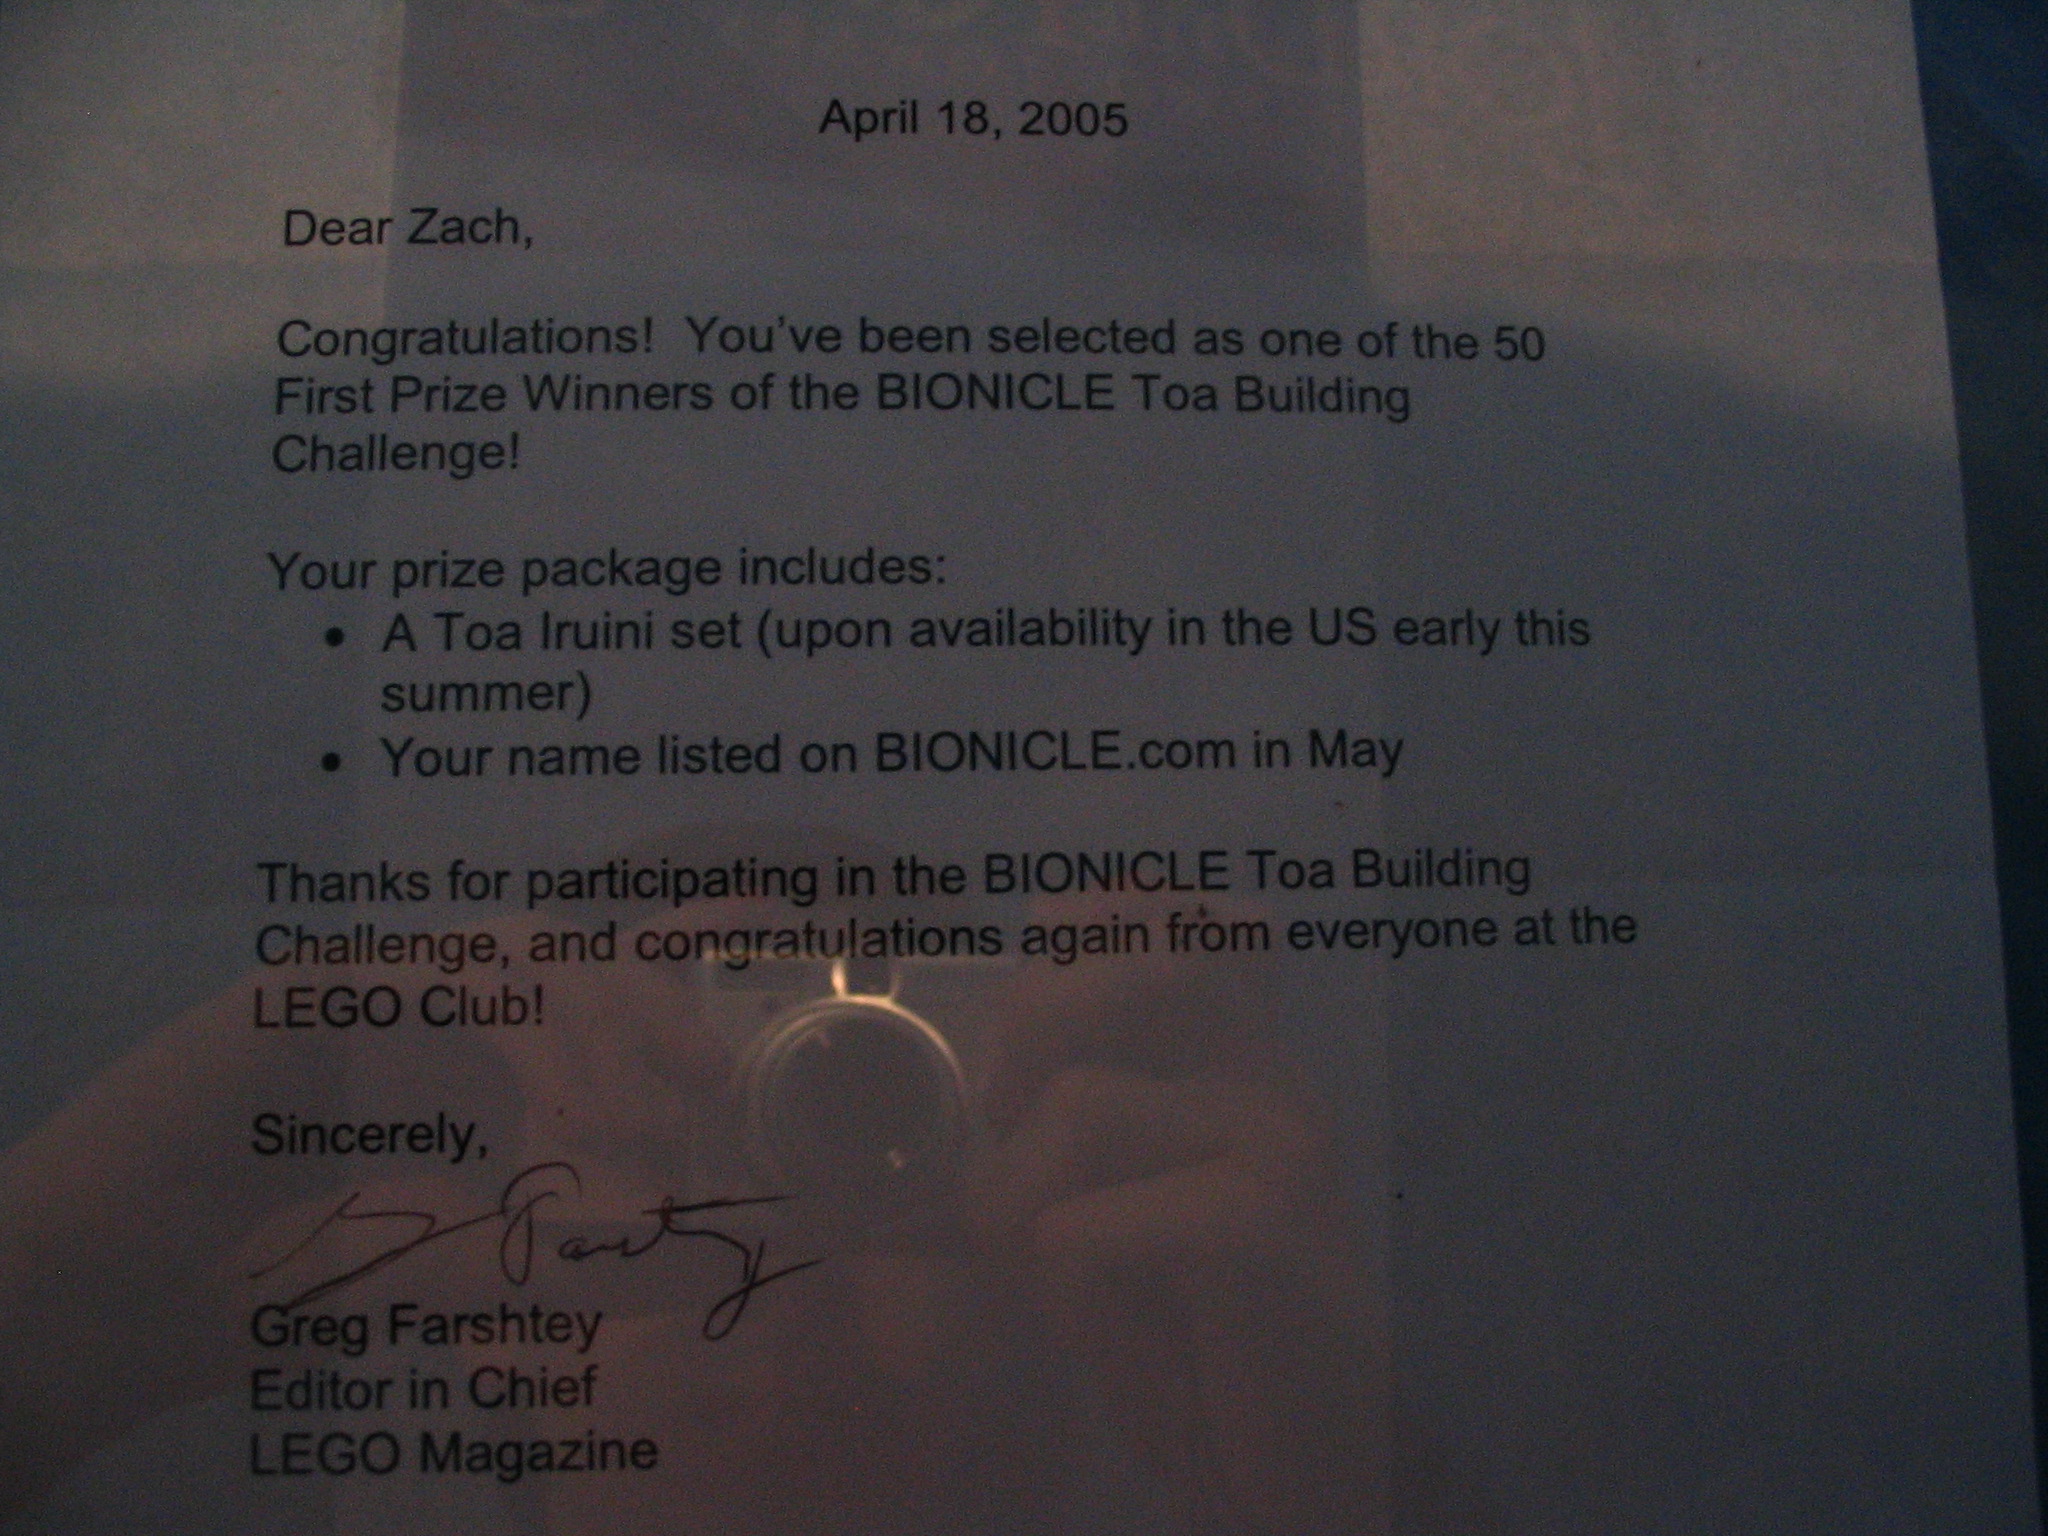 April 18, 2005
Dear Zach,
Congratulations!  You've been selected as one of the 50
First Prize Winners of the BIONICLE Toa Building
Challenge!
Your prize package includes:
• A Toa Iruini set (upon availability in the US early this
summer)
• Your name listed on BIONICLE.com in May
Thanks for participating in the BIONICLE Toa Building
Challenge, and congratulations again from everyone at the
LEGO Club!
Sincerely,
Greg Farshtey
Editor in Chief
LEGO Magazine